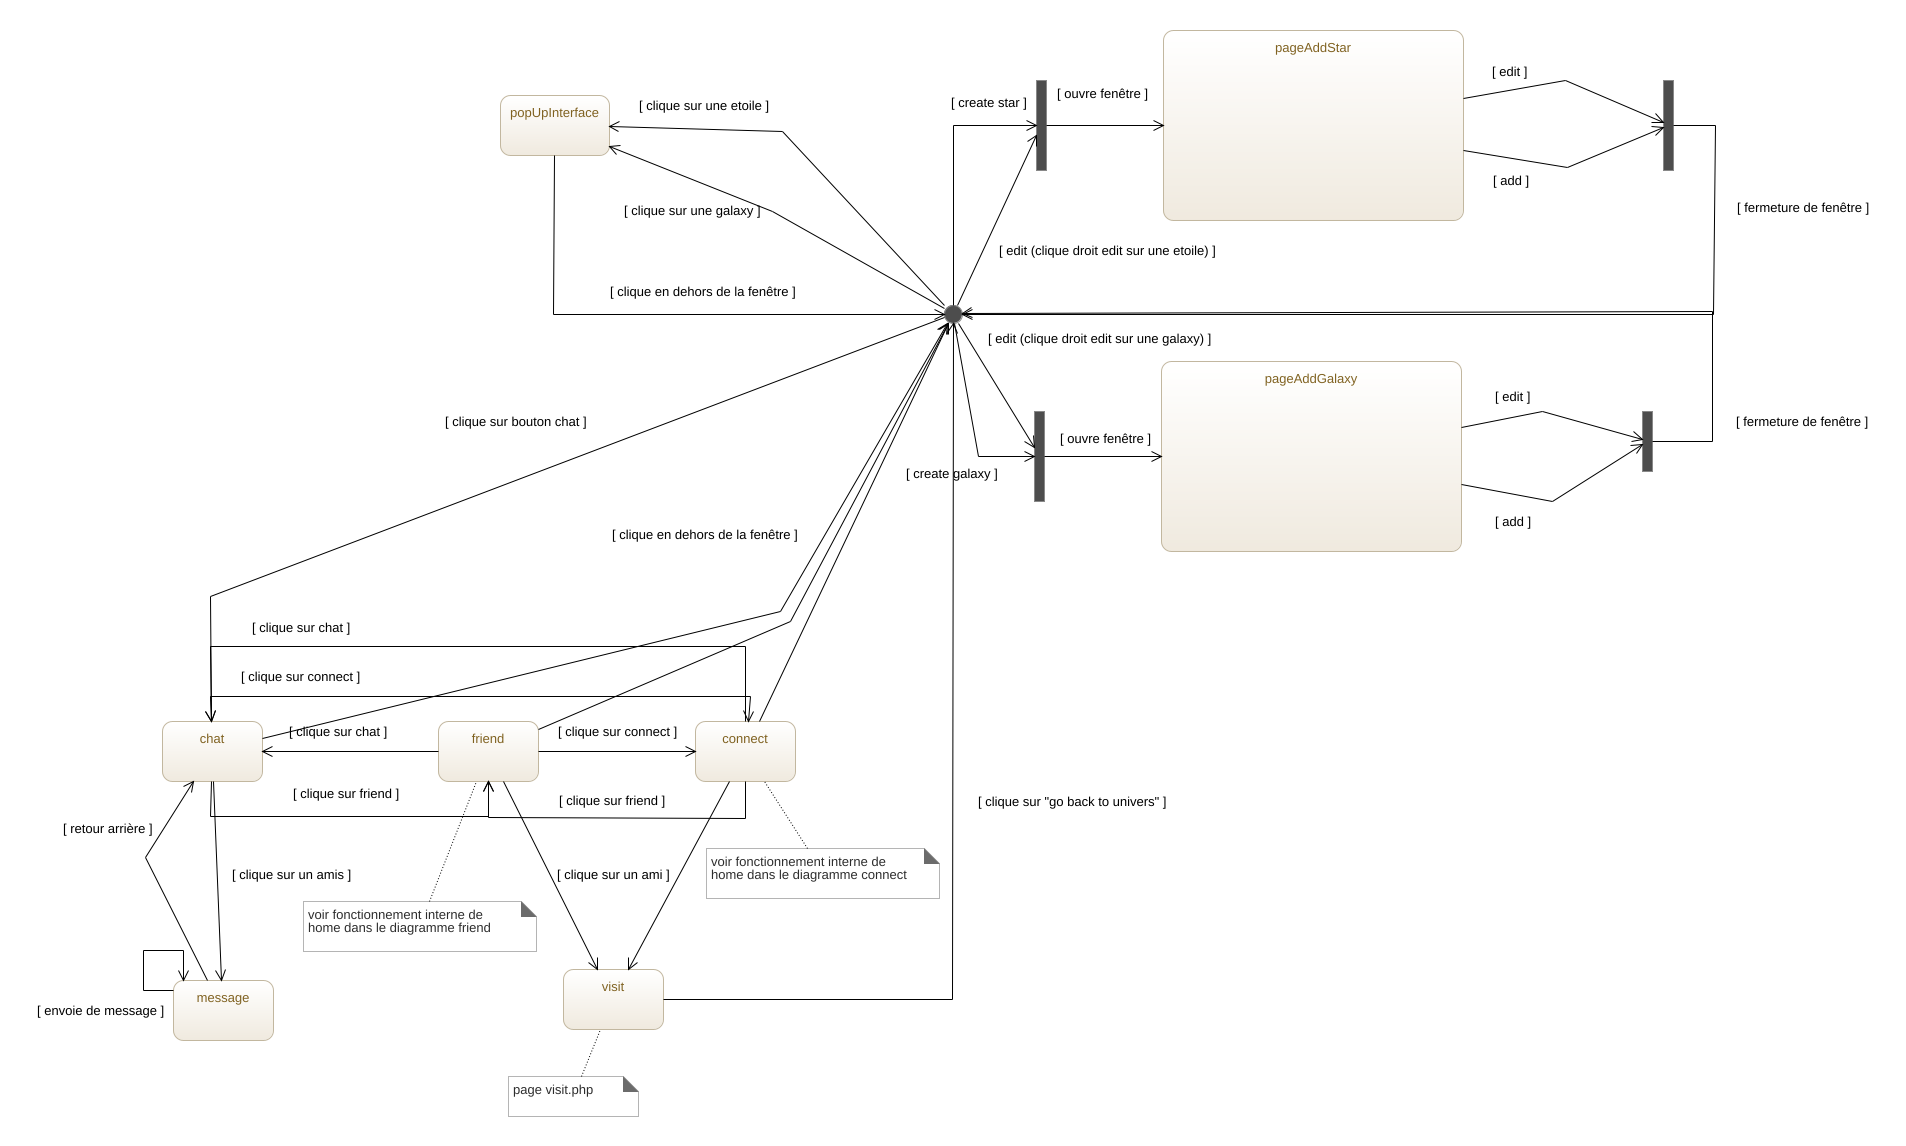 pageAddStar
[ edit ]
popUpInterface
[ clique sur une etoile ]
[ create star ]
[ ouvre fenêtre ]
[ add ]
[ clique sur une galaxy ]
[ fermeture de fenêtre ]
[ edit (clique droit edit sur une etoile) ]
[ clique en dehors de la fenêtre ]
[ edit (clique droit edit sur une galaxy) ]
pageAddGalaxy
[ edit ]
[ clique sur bouton chat ]
[ fermeture de fenêtre ]
[ ouvre fenêtre ]
[ create galaxy ]
[ add ]
[ clique en dehors de la fenêtre ]
[ clique sur chat ]
[ clique sur connect ]
chat
[ clique sur chat ]
friend
[ clique sur connect ]
connect
[ clique sur friend ]
[ clique sur friend ]
[ clique sur "go back to univers" ]
[ retour arrière ]
voir fonctionnement interne de
home dans le diagramme connect
[ clique sur un amis ]
[ clique sur un ami ]
voir fonctionnement interne de
home dans le diagramme friend
visit
message
[ envoie de message ]
page visit.php